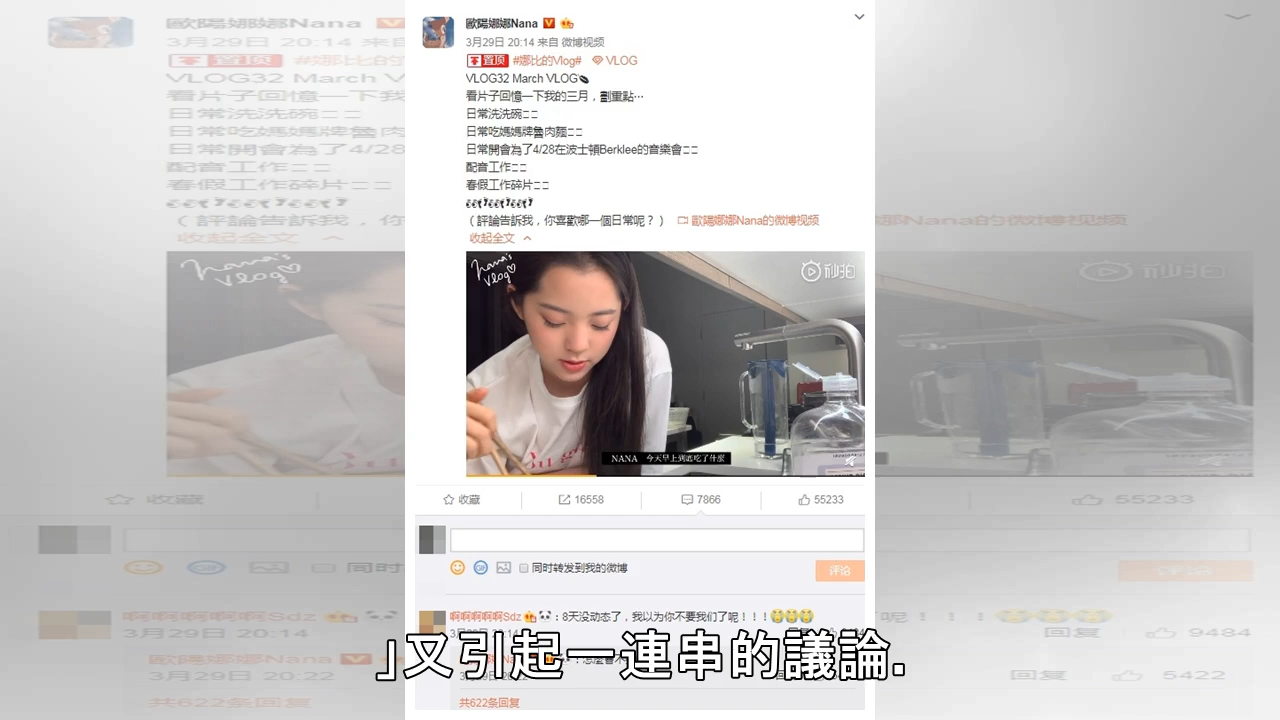 歐陽娜娜Nana
3月29日 20:14 来自 微博视频
置顶 #娜比的Vlog# VLOG
VLOG32 March VLOG
看片子回憶一下我的三月，劃重點…
日常洗洗碗ニニ
日常吃媽媽牌魯肉麵ニニ
日常開會為了4/28在波士頓Berklee的音樂會ニニ
配音工作ニニ
春假工作碎片ニニ
（評論告訴我，你喜歡哪一個日常呢？） 歐陽娜娜Nana的微博视频
收起全文
nana's Vlog
秒拍
NANA 今天早上到底吃了什麼
收藏 16558 7866 55233
同时转发到我的微博
评论
啊啊啊啊啊Sdz：8天没动态了，我以为你不要我们了呢！！！
」又引起一連串的議論.
共622条回复